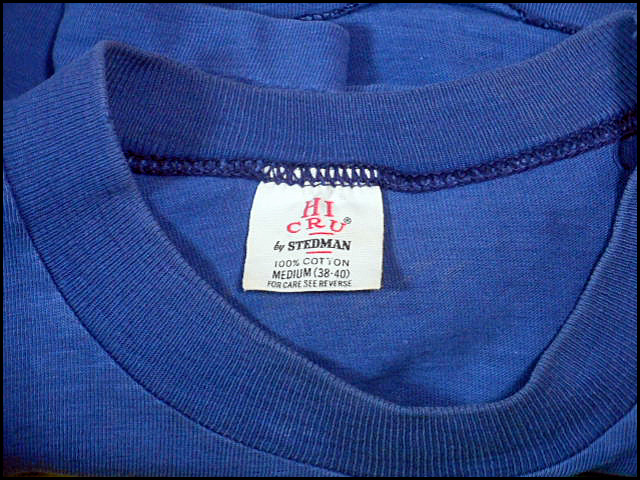 HI
CRU®
by STEDMAN
100% COTTON
MEDIUM (38-40)
FOR CARE SEE REVERSE